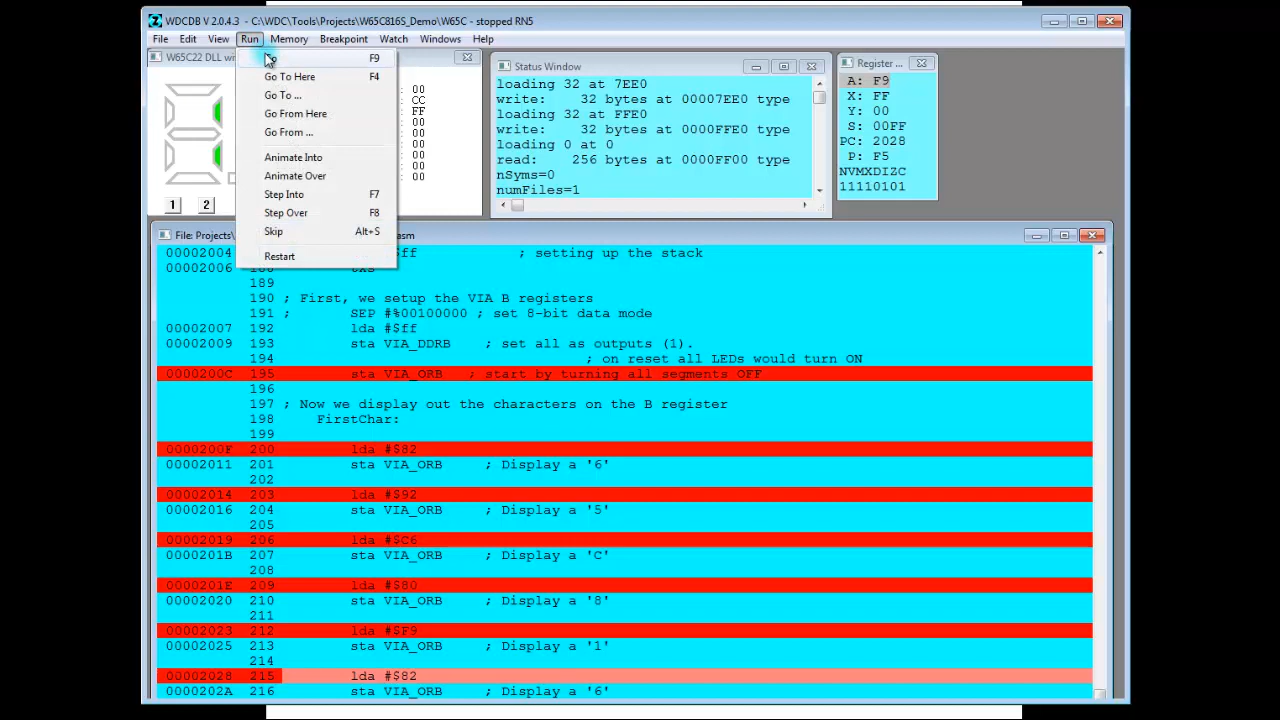 WDCDB V 2.0.4.3 - C:\WDC\Tools\Projects\W65C816S_Demo\W65C - stopped RN5
File Edit View Run Memory Breakpoint Watch Windows Help
W65C22 DLL wi
: 00
: CC
: FF
: 00
: 00
: 00
: 00
: 00
1 2
F9
Go To Here F4
Go To ...
Go From Here
Go From ...
Animate Into
Animate Over
Step Into F7
Step Over F8
Skip Alt+S
Restart
Status Window
loading 32 at 7EE0
write: 32 bytes at 00007EE0 type
loading 32 at FFE0
write: 32 bytes at 0000FFE0 type
loading 0 at 0
read: 256 bytes at 0000FF00 type
nSyms=0
numFiles=1
Register ...
A: F9
X: FF
Y: 00
S: 00FF
PC: 2028
P: F5
NVMXDIZC
11110101
File: Projects\ asm
00002004 ff ; setting up the stack
00002006
189
190 ; First, we setup the VIA B registers
191 ; SEP #%00100000 ; set 8-bit data mode
00002007 192 lda #$ff
00002009 193 sta VIA_DDRB ; set all as outputs (1).
194 ; on reset all LEDs would turn ON
0000200C 195 sta VIA_ORB ; start by turning all segments OFF
196
197 ; Now we display out the characters on the B register
198 FirstChar:
199
0000200F 200 lda #$82
00002011 201 sta VIA_ORB ; Display a '6'
202
00002014 203 lda #$92
00002016 204 sta VIA_ORB ; Display a '5'
205
00002019 206 lda #$C6
0000201B 207 sta VIA_ORB ; Display a 'C'
208
0000201E 209 lda #$80
00002020 210 sta VIA_ORB ; Display a '8'
211
00002023 212 lda #$F9
00002025 213 sta VIA_ORB ; Display a '1'
214
00002028 215 lda #$82
0000202A 216 sta VIA_ORB ; Display a '6'